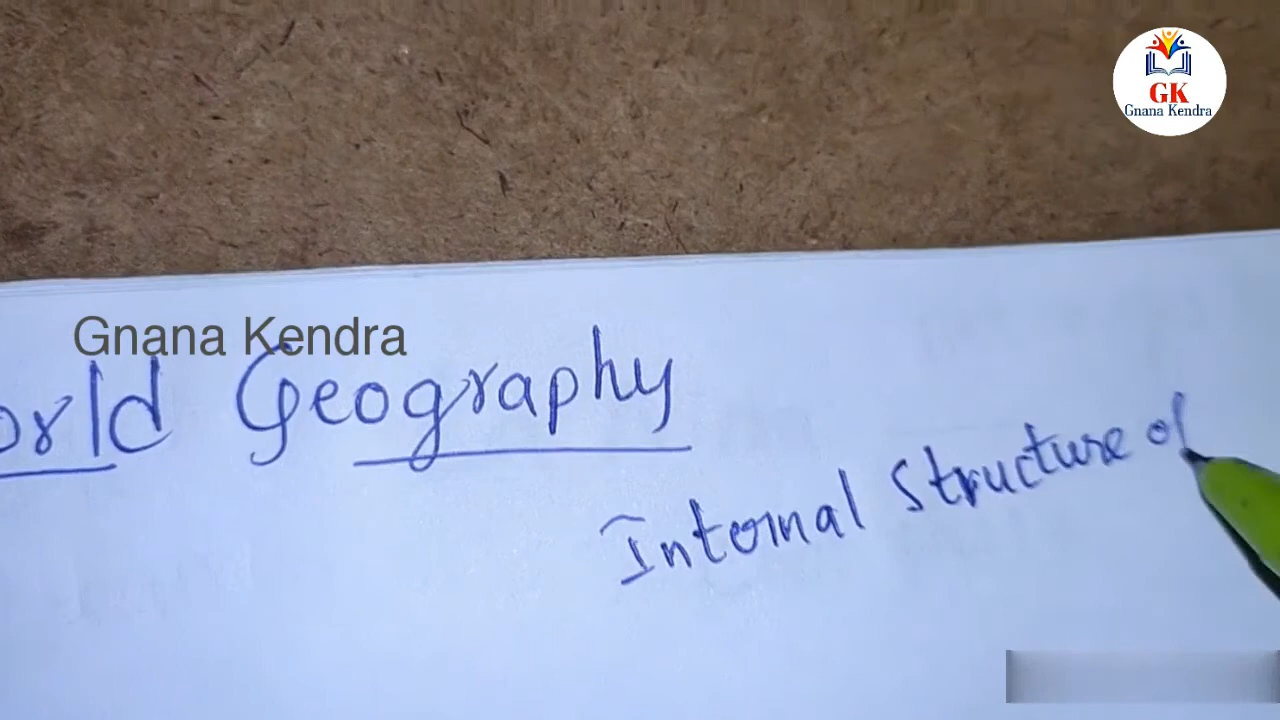 GK
Gnana Kendra
Gnana Kendra
orld Geography
Internal Structure of